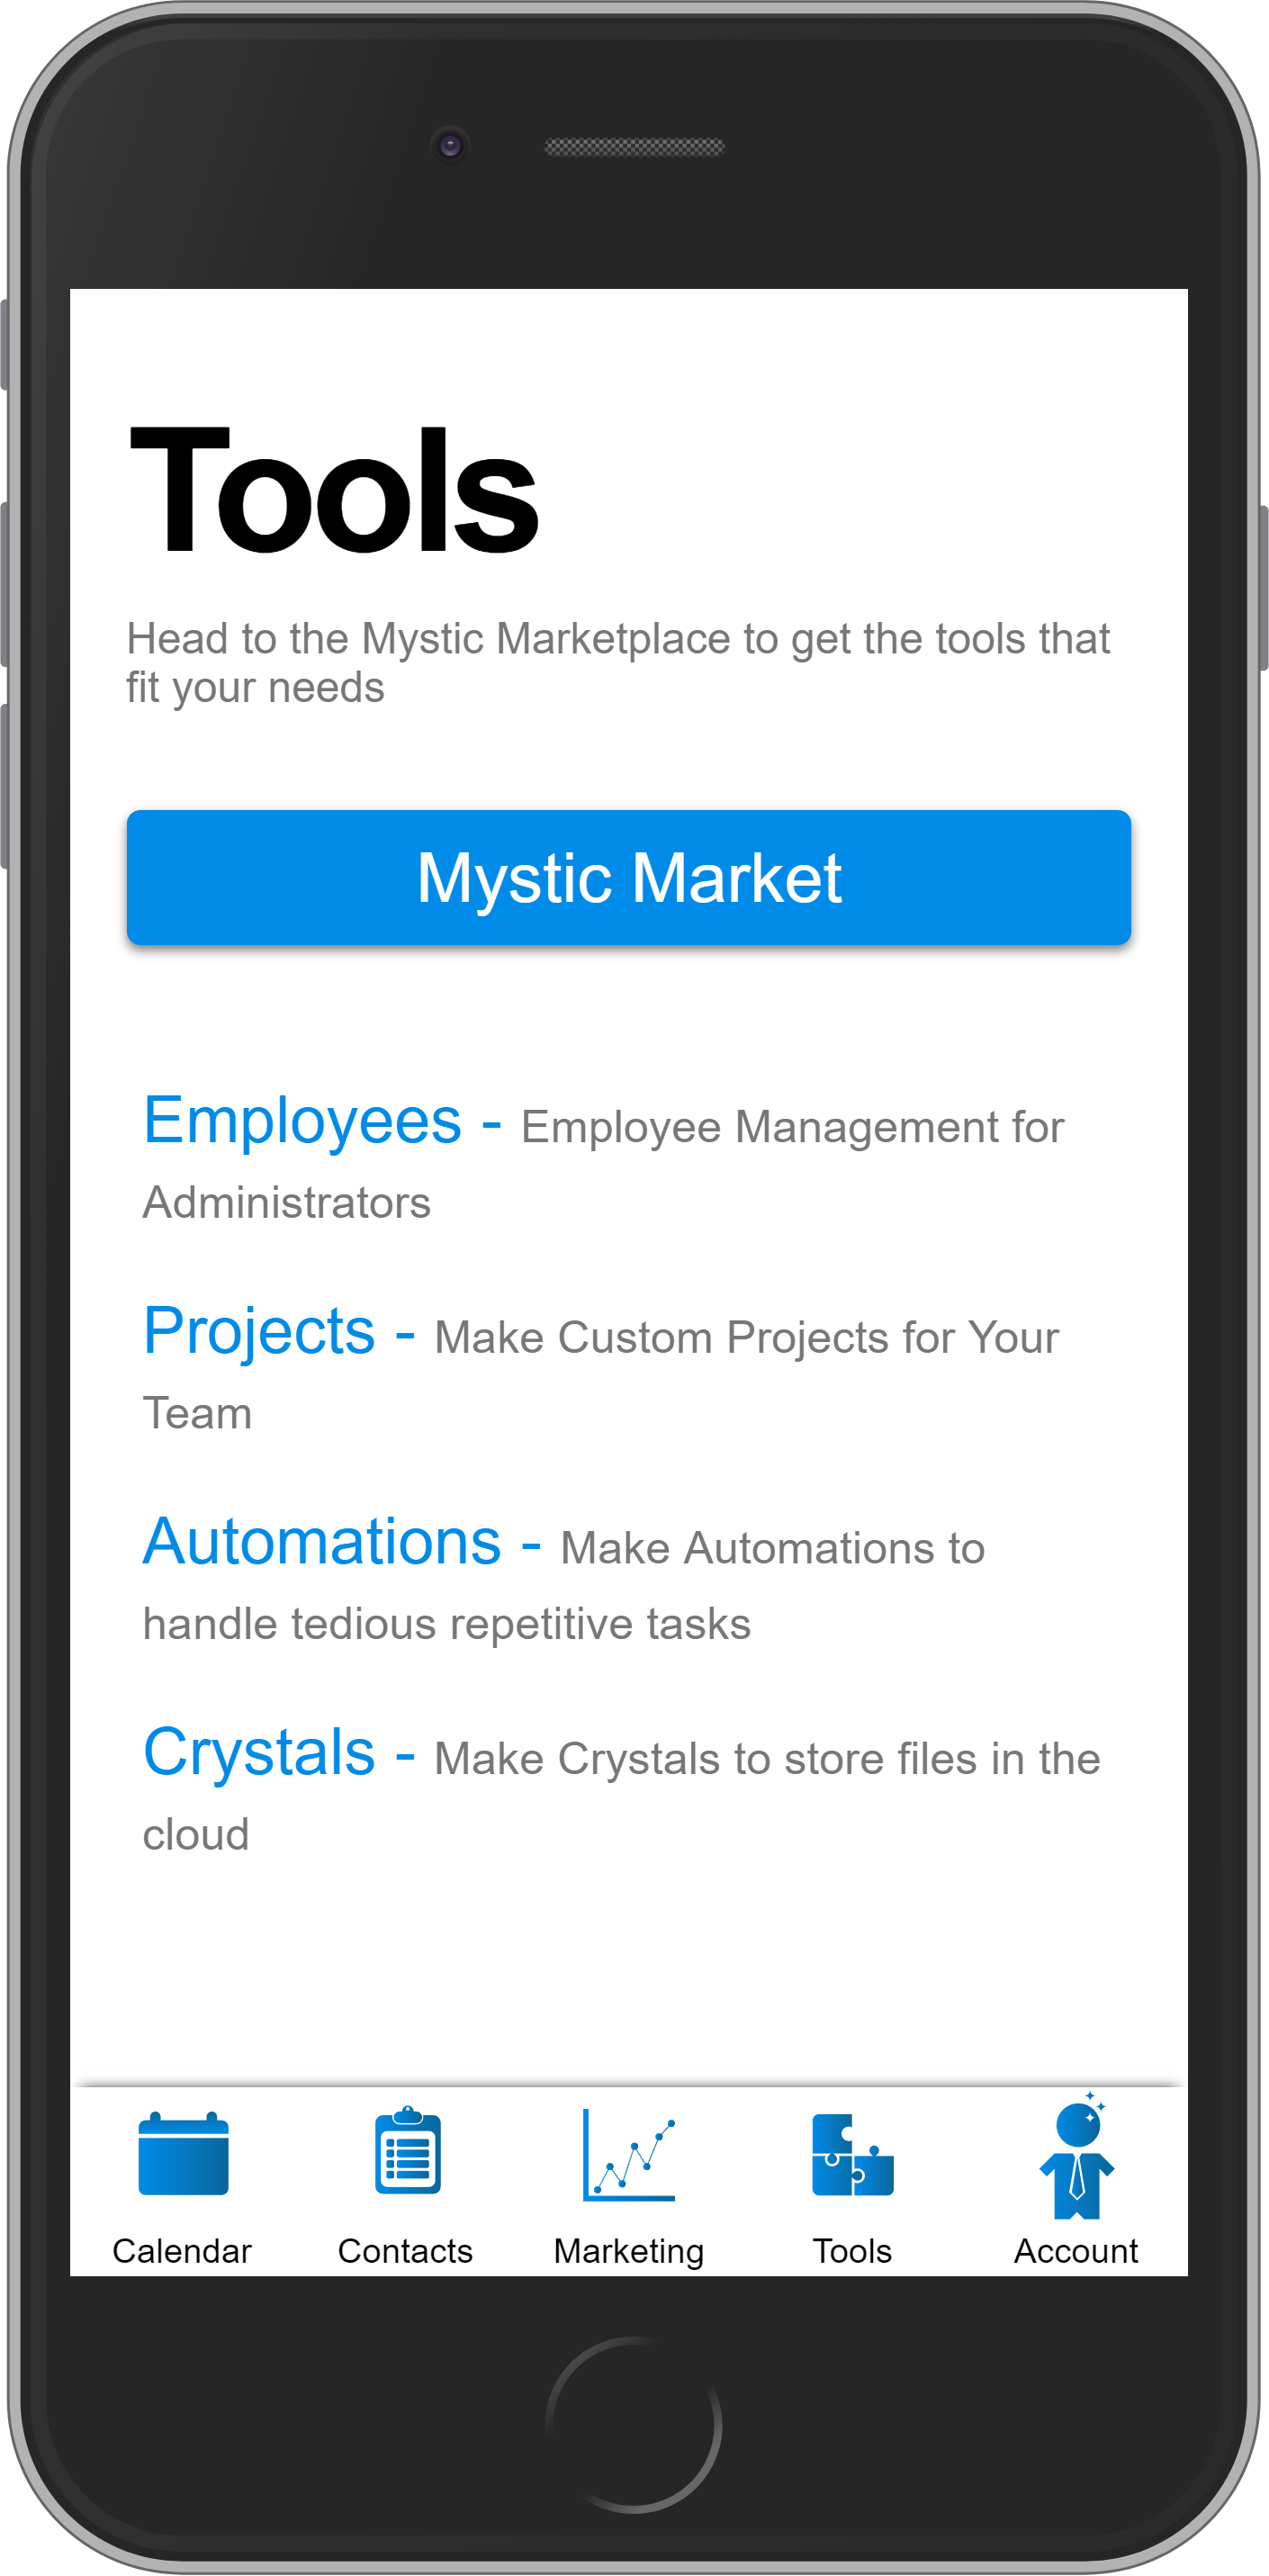 Tools
Head to the Mystic Marketplace to get the tools that
fit your needs
Mystic Market
Employees - Employee Management for
Administrators
Projects - Make Custom Projects for Your
Team
Automations - Make Automations to
handle tedious repetitive tasks
Crystals - Make Crystals to store files in the
cloud
Calendar Contacts Marketing Tools Account